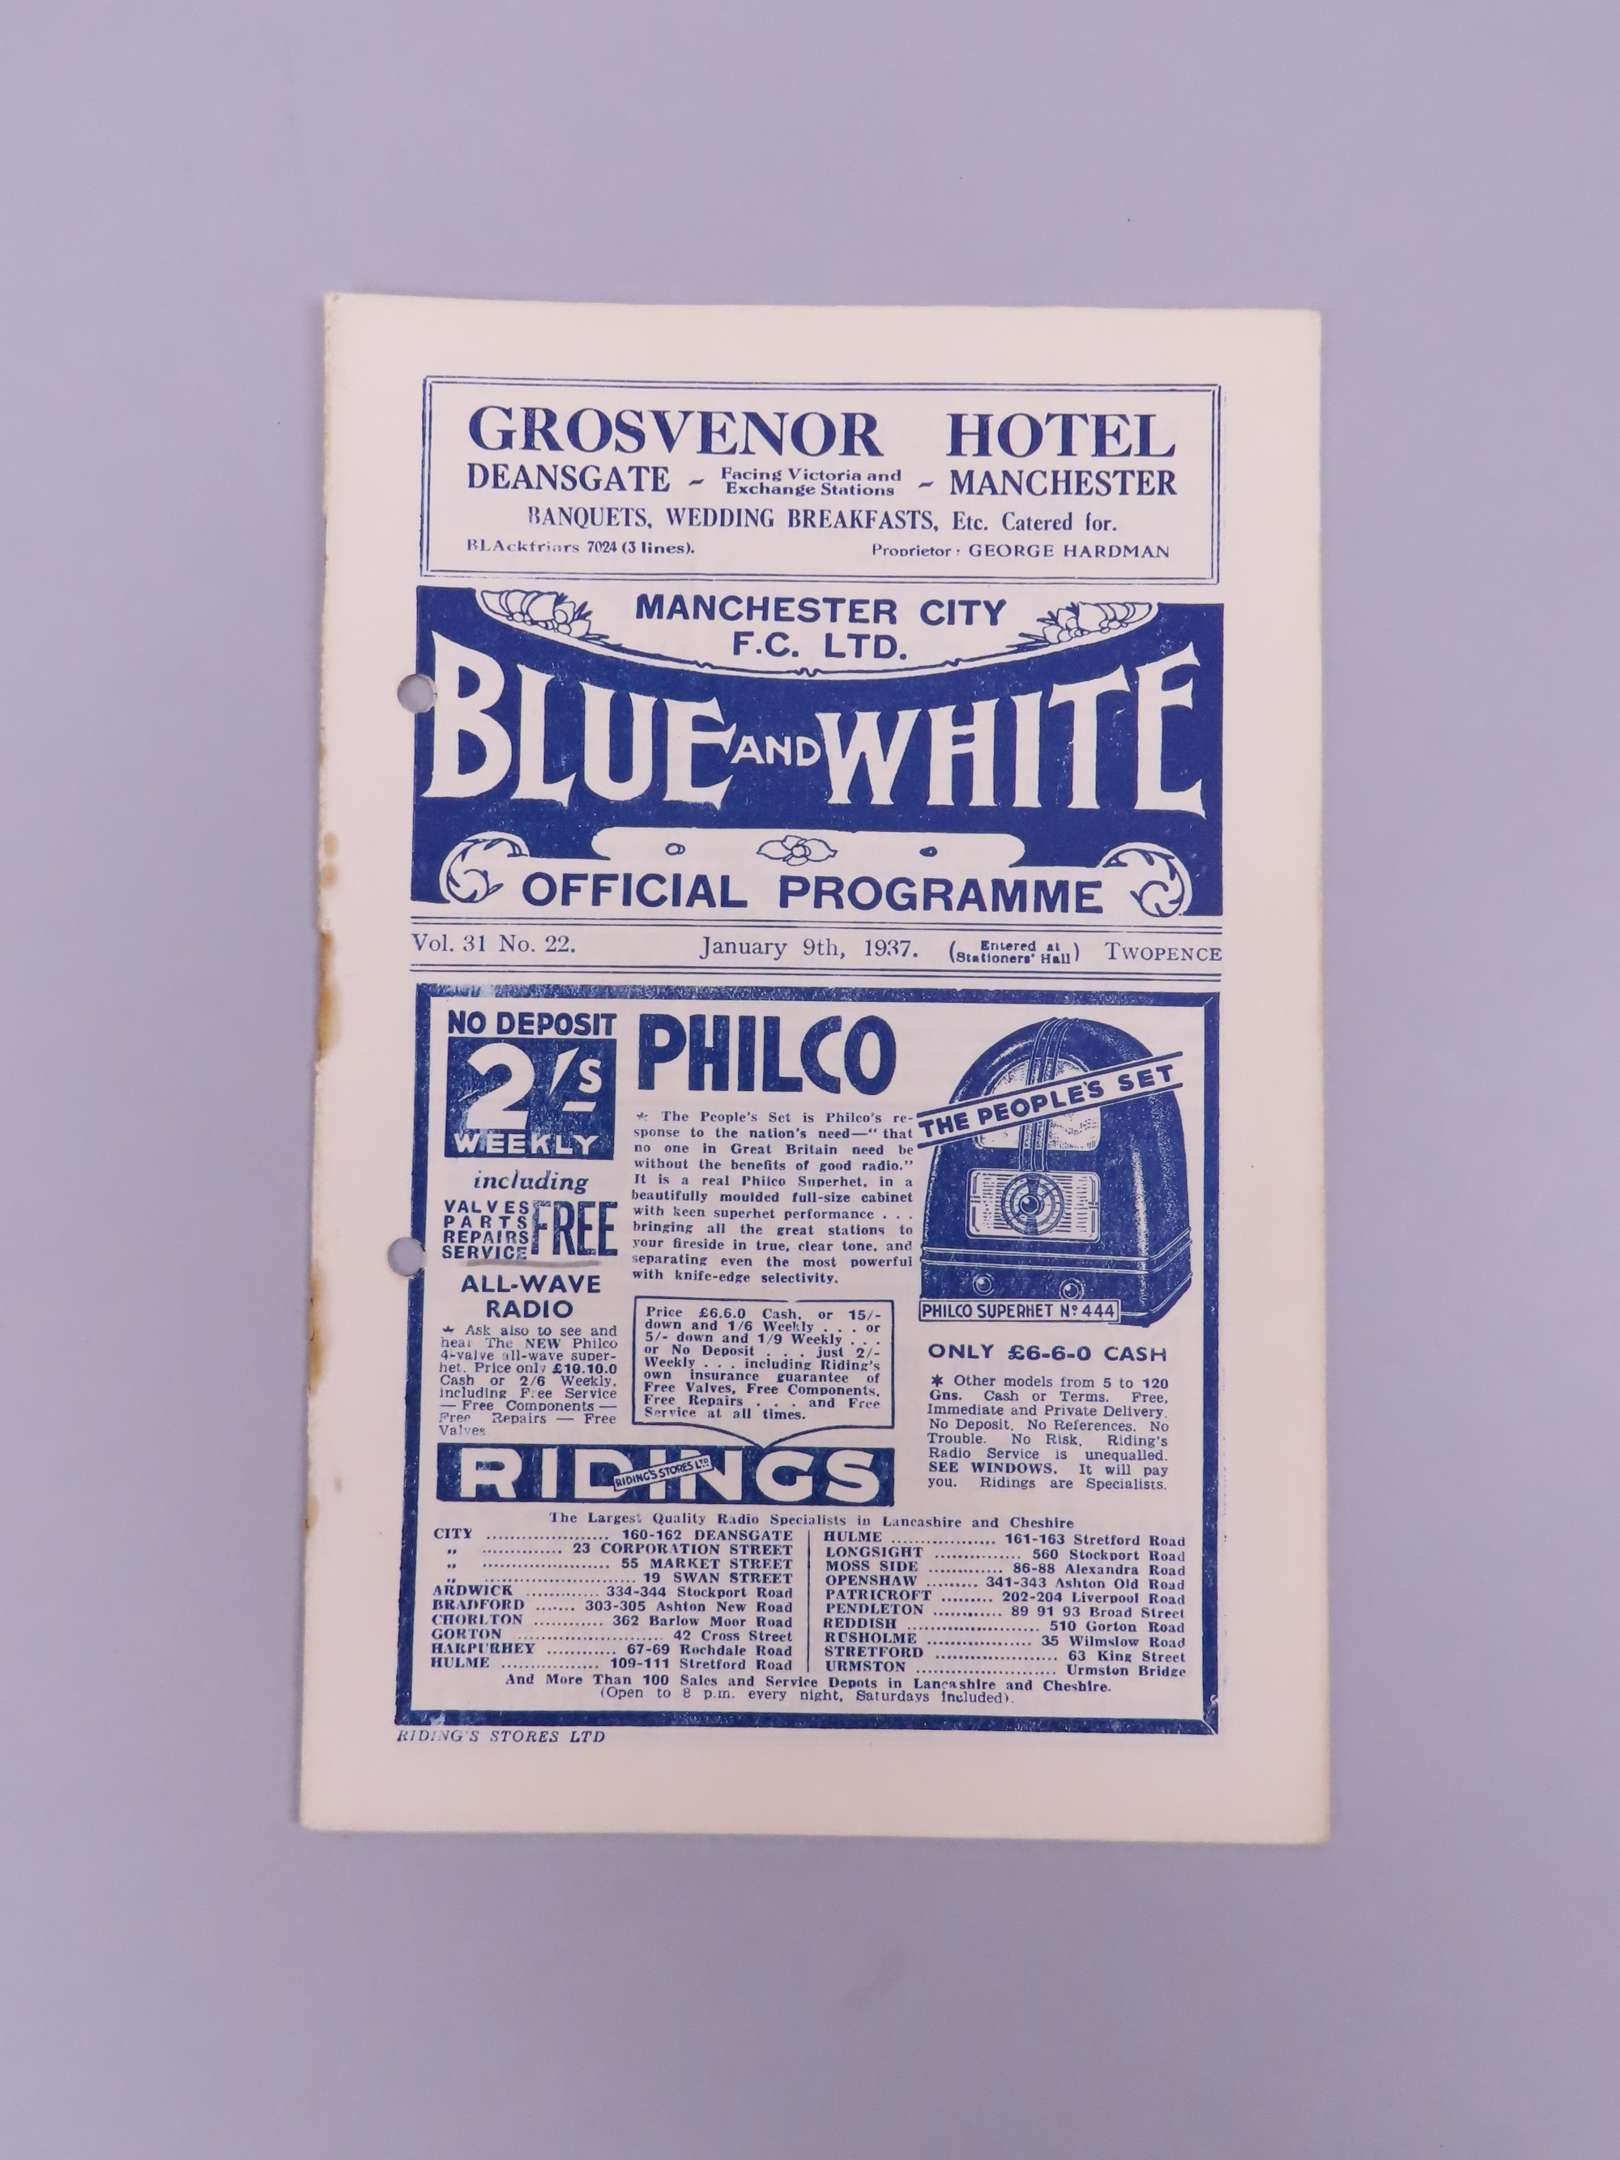 GROSVENOR HOTEL
DEANSGATE - Facing Victoria and Exchange Stations - MANCHESTER
BANQUETS, WEDDING BREAKFASTS, Etc. Catered for.
BLAckfriars 7024 (3 lines). Proprietor: GEORGE HARDMAN
MANCHESTER CITY
F.C. LTD.
BLUE AND WHITE
OFFICIAL PROGRAMME
Vol. 31 No. 22. January 9th, 1937. (Entered at Stationers' Hall) TWOPENCE
NO DEPOSIT
2/-s
WEEKLY
including
VALVES
PARTS
REPAIRS
SERVICE
FREE
ALL-WAVE
RADIO
* Ask also to see and
hear The NEW Philco
4-valve all-wave super-
het. Price only £10.10.0
Cash or 2/6 Weekly,
including Free Service
— Free Components —
Free Repairs — Free
Valves
PHILCO
* The People's Set is Philco's re-
sponse to the nation's need—"that
no one in Great Britain need be
without the benefits of good radio."
It is a real Philco Superhet, in a
beautifully moulded full-size cabinet
with keen superhet performance . . .
bringing all the great stations to
your fireside in true, clear tone, and
separating even the most powerful
with knife-edge selectivity.
Price £6.6.0 Cash, or 15/-
down and 1/6 Weekly . . . or
5/- down and 1/9 Weekly . . .
or No Deposit . . . just 2/-
Weekly . . . including Riding's
own insurance guarantee of
Free Valves, Free Components,
Free Repairs . . . and Free
Service at all times.
THE PEOPLE'S SET
PHILCO SUPERHET Nº 444
ONLY £6-6-0 CASH
* Other models from 5 to 120
Gns. Cash or Terms. Free,
Immediate and Private Delivery.
No Deposit, No References, No
Trouble. No Risk, Riding's
Radio Service is unequalled.
SEE WINDOWS. It will pay
you. Ridings are Specialists.
RIDINGS
RIDING'S STORES LTD
The Largest Quality Radio Specialists in Lancashire and Cheshire
CITY ..................... 160-162 DEANSGATE
„ .............. 23 CORPORATION STREET
„ ...................... 55 MARKET STREET
„ .......................... 19 SWAN STREET
ARDWICK ............ 334-344 Stockport Road
BRADFORD ....... 303-305 Ashton New Road
CHORLTON ............ 362 Barlow Moor Road
GORTON ......................... 42 Cross Street
HARPURHEY ............ 67-69 Rochdale Road
HULME ................. 109-111 Stretford Road
HULME .................. 161-163 Stretford Road
LONGSIGHT ............... 560 Stockport Road
MOSS SIDE ............. 86-88 Alexandra Road
OPENSHAW ......... 341-343 Ashton Old Road
PATRICROFT ......... 202-204 Liverpool Road
PENDLETON ............ 89 91 93 Broad Street
REDDISH ....................... 510 Gorton Road
RUSHOLME .................. 35 Wilmslow Road
STRETFORD ..................... 63 King Street
URMSTON ........................ Urmston Bridge
And More Than 100 Sales and Service Depots in Lancashire and Cheshire.
(Open to 8 p.m. every night, Saturdays included).
RIDING'S STORES LTD